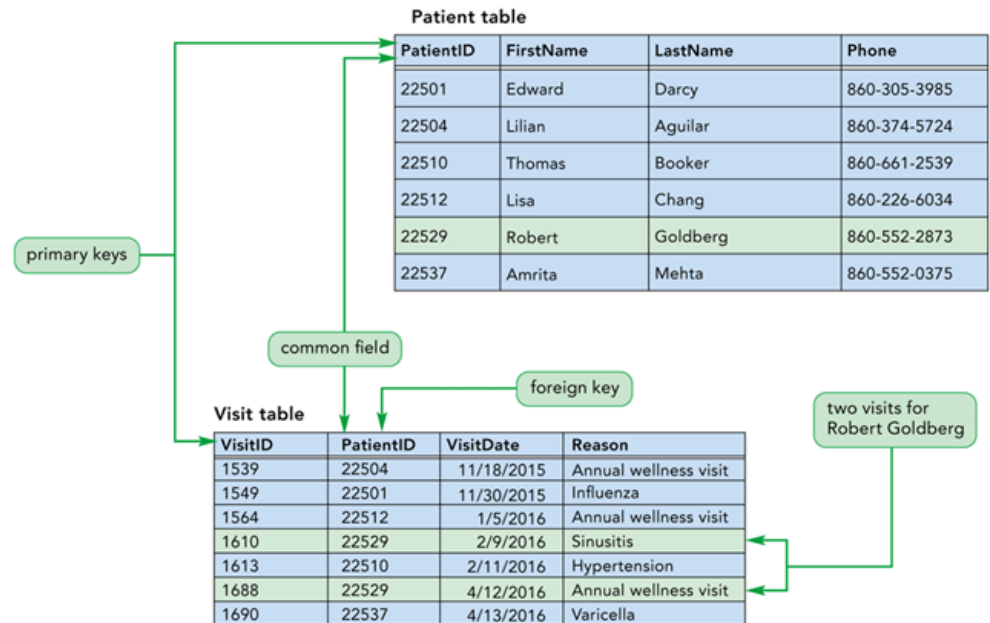 Patient table
PatientID FirstName LastName Phone
22501 Edward Darcy 860-305-3985
22504 Lilian Aguilar 860-374-5724
22510 Thomas Booker 860-661-2539
22512 Lisa Chang 860-226-6034
22529 Robert Goldberg 860-552-2873
22537 Amrita Mehta 860-552-0375
primary keys
common field
foreign key
two visits for
Robert Goldberg
Visit table
VisitID PatientID VisitDate Reason
1539 22504 11/18/2015 Annual wellness visit
1549 22501 11/30/2015 Influenza
1564 22512 1/5/2016 Annual wellness visit
1610 22529 2/9/2016 Sinusitis
1613 22510 2/11/2016 Hypertension
1688 22529 4/12/2016 Annual wellness visit
1690 22537 4/13/2016 Varicella